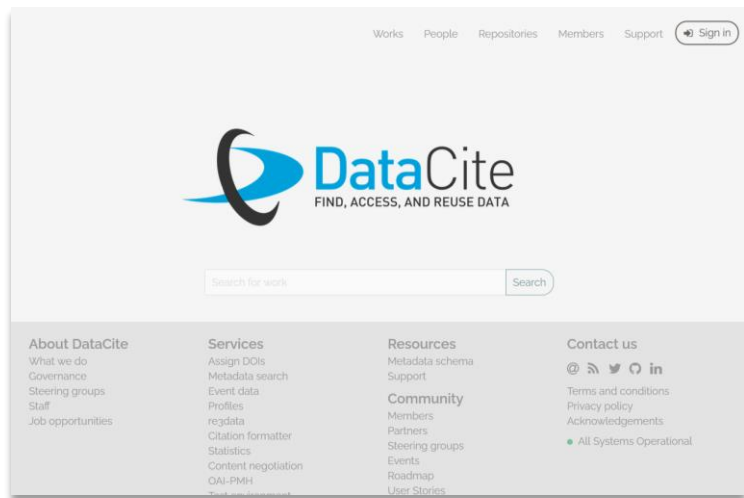 Works People Repositories Members Support Sign in
DataCite
FIND, ACCESS, AND REUSE DATA
Search for work Search
About DataCite
What we do
Governance
Steering groups
Staff
Job opportunities
Services
Assign DOIs
Metadata search
Event data
Profiles
re3data
Citation formatter
Statistics
Content negotiation
OAI-PMH
Test environment
Resources
Metadata schema
Support
Community
Members
Partners
Steering groups
Events
Roadmap
User Stories
Contact us
Terms and conditions
Privacy policy
Acknowledgements
All Systems Operational